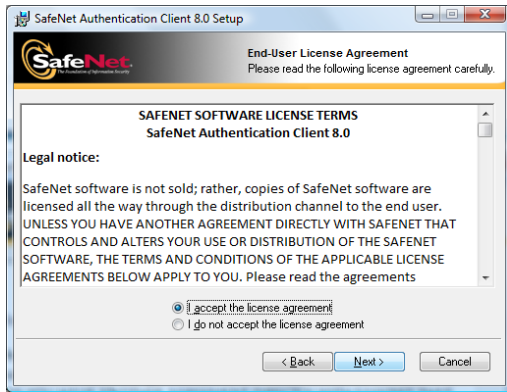 SafeNet Authentication Client 8.0 Setup
SafeNet.
The Foundation of Information Security
End-User License Agreement
Please read the following license agreement carefully.
SAFENET SOFTWARE LICENSE TERMS
SafeNet Authentication Client 8.0
Legal notice:
SafeNet software is not sold; rather, copies of SafeNet software are
licensed all the way through the distribution channel to the end user.
UNLESS YOU HAVE ANOTHER AGREEMENT DIRECTLY WITH SAFENET THAT
CONTROLS AND ALTERS YOUR USE OR DISTRIBUTION OF THE SAFENET
SOFTWARE, THE TERMS AND CONDITIONS OF THE APPLICABLE LICENSE
AGREEMENTS BELOW APPLY TO YOU. Please read the agreements
I accept the license agreement
I do not accept the license agreement
< Back Next > Cancel